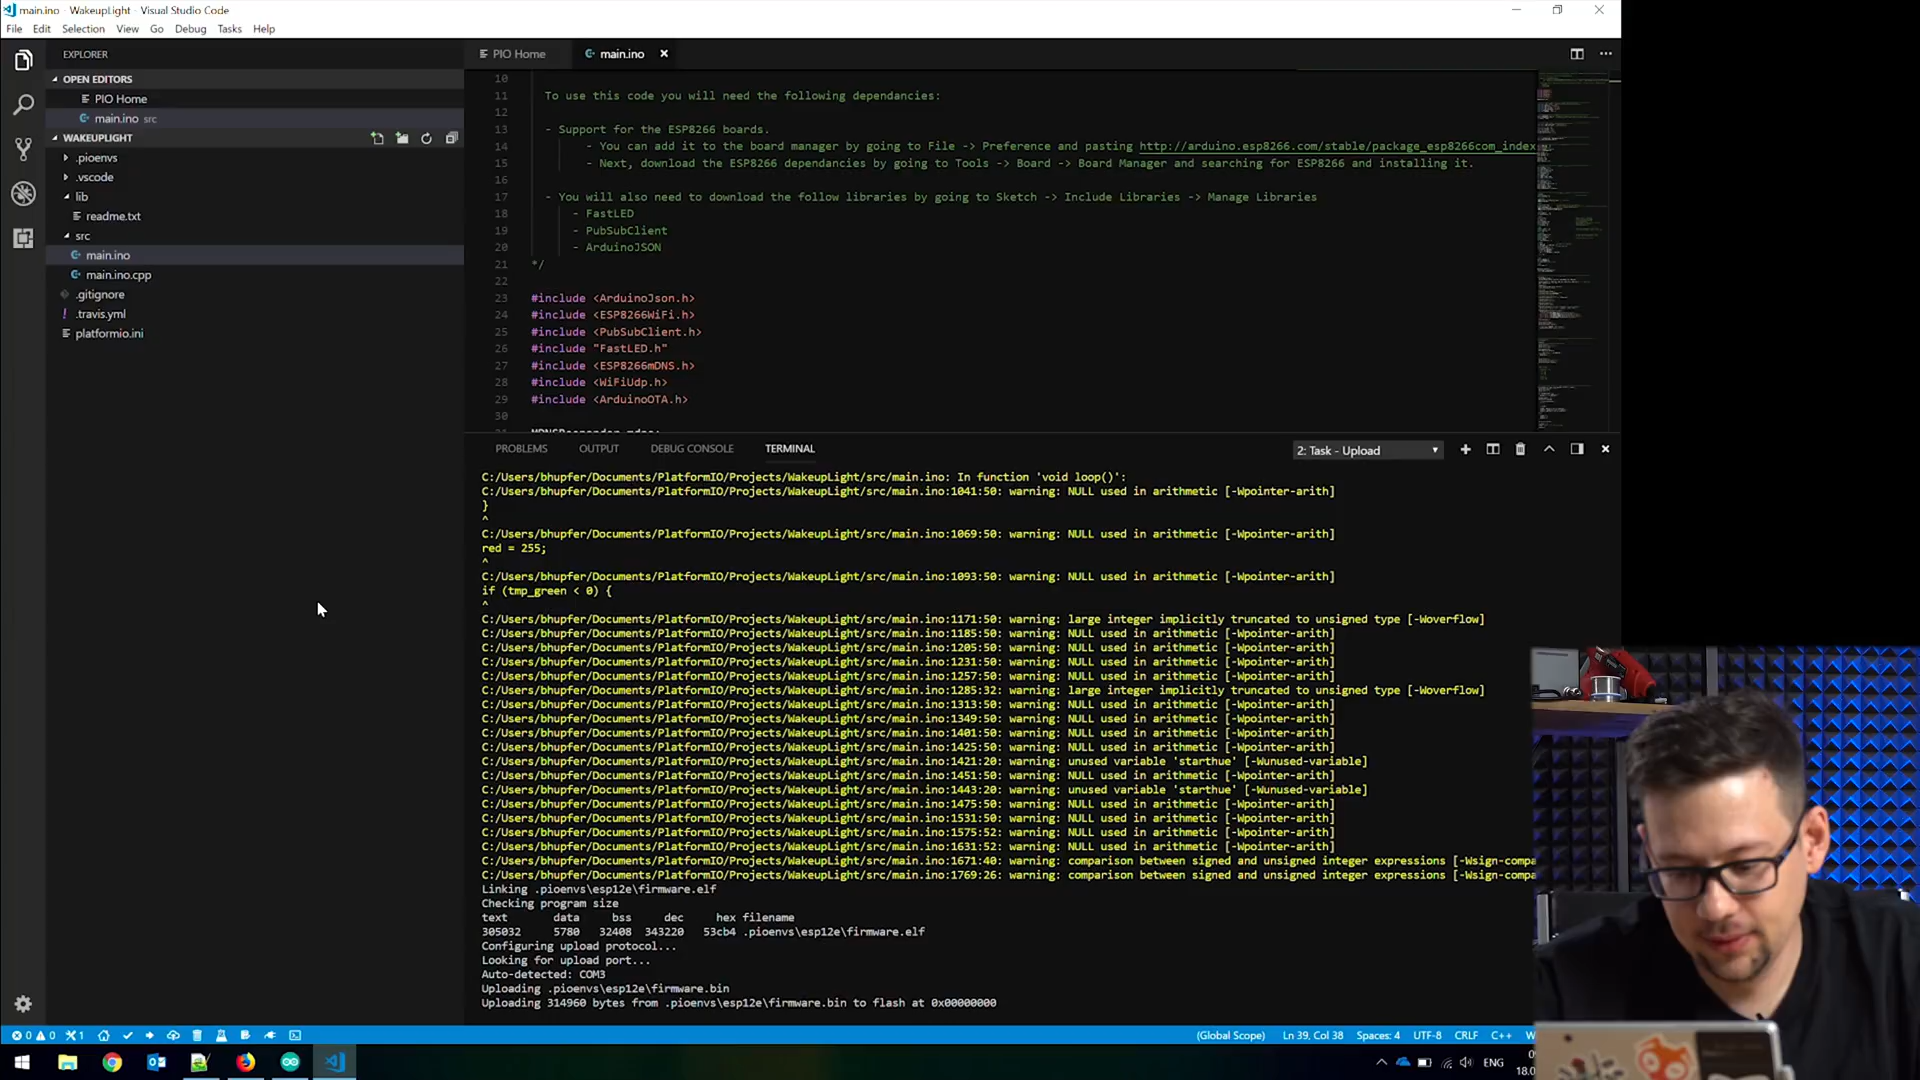 main.ino - WakeupLight - Visual Studio Code
File Edit Selection View Go Debug Tasks Help
EXPLORER
OPEN EDITORS
PIO Home
main.ino src
WAKEUPLIGHT
.pioenvs
.vscode
lib
readme.txt
src
main.ino
main.ino.cpp
.gitignore
.travis.yml
platformio.ini
PIO Home main.ino
10
11 To use this code you will need the following dependancies:
12
13 - Support for the ESP8266 boards.
14 - You can add it to the board manager by going to File -> Preference and pasting http://arduino.esp8266.com/stable/package_esp8266com_index
15 - Next, download the ESP8266 dependancies by going to Tools -> Board -> Board Manager and searching for ESP8266 and installing it.
16
17 - You will also need to download the follow libraries by going to Sketch -> Include Libraries -> Manage Libraries
18 - FastLED
19 - PubSubClient
20 - ArduinoJSON
21 */
22
23 #include <ArduinoJson.h>
24 #include <ESP8266WiFi.h>
25 #include <PubSubClient.h>
26 #include "FastLED.h"
27 #include <ESP8266mDNS.h>
28 #include <WiFiUdp.h>
29 #include <ArduinoOTA.h>
30
PROBLEMS OUTPUT DEBUG CONSOLE TERMINAL 2: Task - Upload
C:/Users/bhupfer/Documents/PlatformIO/Projects/WakeupLight/src/main.ino: In function 'void loop()':
C:/Users/bhupfer/Documents/PlatformIO/Projects/WakeupLight/src/main.ino:1041:50: warning: NULL used in arithmetic [-Wpointer-arith]
}
^
C:/Users/bhupfer/Documents/PlatformIO/Projects/WakeupLight/src/main.ino:1069:50: warning: NULL used in arithmetic [-Wpointer-arith]
red = 255;
^
C:/Users/bhupfer/Documents/PlatformIO/Projects/WakeupLight/src/main.ino:1093:50: warning: NULL used in arithmetic [-Wpointer-arith]
if (tmp_green < 0) {
^
C:/Users/bhupfer/Documents/PlatformIO/Projects/WakeupLight/src/main.ino:1171:50: warning: large integer implicitly truncated to unsigned type [-Woverflow]
C:/Users/bhupfer/Documents/PlatformIO/Projects/WakeupLight/src/main.ino:1185:50: warning: NULL used in arithmetic [-Wpointer-arith]
C:/Users/bhupfer/Documents/PlatformIO/Projects/WakeupLight/src/main.ino:1205:50: warning: NULL used in arithmetic [-Wpointer-arith]
C:/Users/bhupfer/Documents/PlatformIO/Projects/WakeupLight/src/main.ino:1231:50: warning: NULL used in arithmetic [-Wpointer-arith]
C:/Users/bhupfer/Documents/PlatformIO/Projects/WakeupLight/src/main.ino:1257:50: warning: NULL used in arithmetic [-Wpointer-arith]
C:/Users/bhupfer/Documents/PlatformIO/Projects/WakeupLight/src/main.ino:1285:32: warning: large integer implicitly truncated to unsigned type [-Woverflow]
C:/Users/bhupfer/Documents/PlatformIO/Projects/WakeupLight/src/main.ino:1313:50: warning: NULL used in arithmetic [-Wpointer-arith]
C:/Users/bhupfer/Documents/PlatformIO/Projects/WakeupLight/src/main.ino:1349:50: warning: NULL used in arithmetic [-Wpointer-arith]
C:/Users/bhupfer/Documents/PlatformIO/Projects/WakeupLight/src/main.ino:1401:50: warning: NULL used in arithmetic [-Wpointer-arith]
C:/Users/bhupfer/Documents/PlatformIO/Projects/WakeupLight/src/main.ino:1425:50: warning: NULL used in arithmetic [-Wpointer-arith]
C:/Users/bhupfer/Documents/PlatformIO/Projects/WakeupLight/src/main.ino:1421:20: warning: unused variable 'starthue' [-Wunused-variable]
C:/Users/bhupfer/Documents/PlatformIO/Projects/WakeupLight/src/main.ino:1451:50: warning: NULL used in arithmetic [-Wpointer-arith]
C:/Users/bhupfer/Documents/PlatformIO/Projects/WakeupLight/src/main.ino:1443:20: warning: unused variable 'starthue' [-Wunused-variable]
C:/Users/bhupfer/Documents/PlatformIO/Projects/WakeupLight/src/main.ino:1475:50: warning: NULL used in arithmetic [-Wpointer-arith]
C:/Users/bhupfer/Documents/PlatformIO/Projects/WakeupLight/src/main.ino:1531:50: warning: NULL used in arithmetic [-Wpointer-arith]
C:/Users/bhupfer/Documents/PlatformIO/Projects/WakeupLight/src/main.ino:1575:52: warning: NULL used in arithmetic [-Wpointer-arith]
C:/Users/bhupfer/Documents/PlatformIO/Projects/WakeupLight/src/main.ino:1631:52: warning: NULL used in arithmetic [-Wpointer-arith]
C:/Users/bhupfer/Documents/PlatformIO/Projects/WakeupLight/src/main.ino:1671:40: warning: comparison between signed and unsigned integer expressions [-Wsign-compa
C:/Users/bhupfer/Documents/PlatformIO/Projects/WakeupLight/src/main.ino:1769:26: warning: comparison between signed and unsigned integer expressions [-Wsign-compa
Linking .pioenvs\esp12e\firmware.elf
Checking program size
text data bss dec hex filename
305032 5780 32408 343220 53cb4 .pioenvs\esp12e\firmware.elf
Configuring upload protocol...
Looking for upload port...
Auto-detected: COM3
Uploading .pioenvs\esp12e\firmware.bin
Uploading 314960 bytes from .pioenvs\esp12e\firmware.bin to flash at 0x00000000
0 0 1 (Global Scope) Ln 39, Col 38 Spaces: 4 UTF-8 CRLF C++ W
ENG
18.0